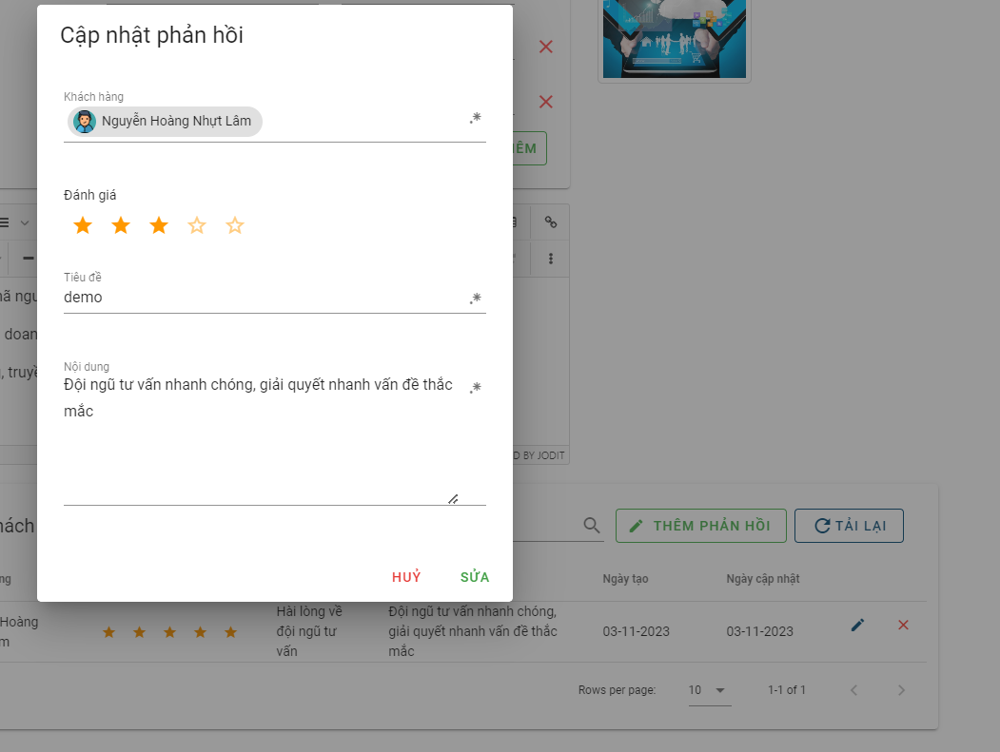 Cập nhật phản hồi
Khách hàng
Nguyễn Hoàng Nhựt Lâm
Đánh giá
Tiêu đề
demo
Nội dung
Đội ngũ tư vấn nhanh chóng, giải quyết nhanh vấn đề thắc
mắc
HUỶ SỬA
doan
, truyề
BY JODIT
THÊM PHẢN HỒI TẢI LẠI
Ngày tạo Ngày cập nhật
Hoàng
Hài lòng về
đội ngũ tư
vấn
Đội ngũ tư vấn nhanh chóng,
giải quyết nhanh vấn đề thắc
mắc
03-11-2023 03-11-2023
Rows per page: 10 1-1 of 1